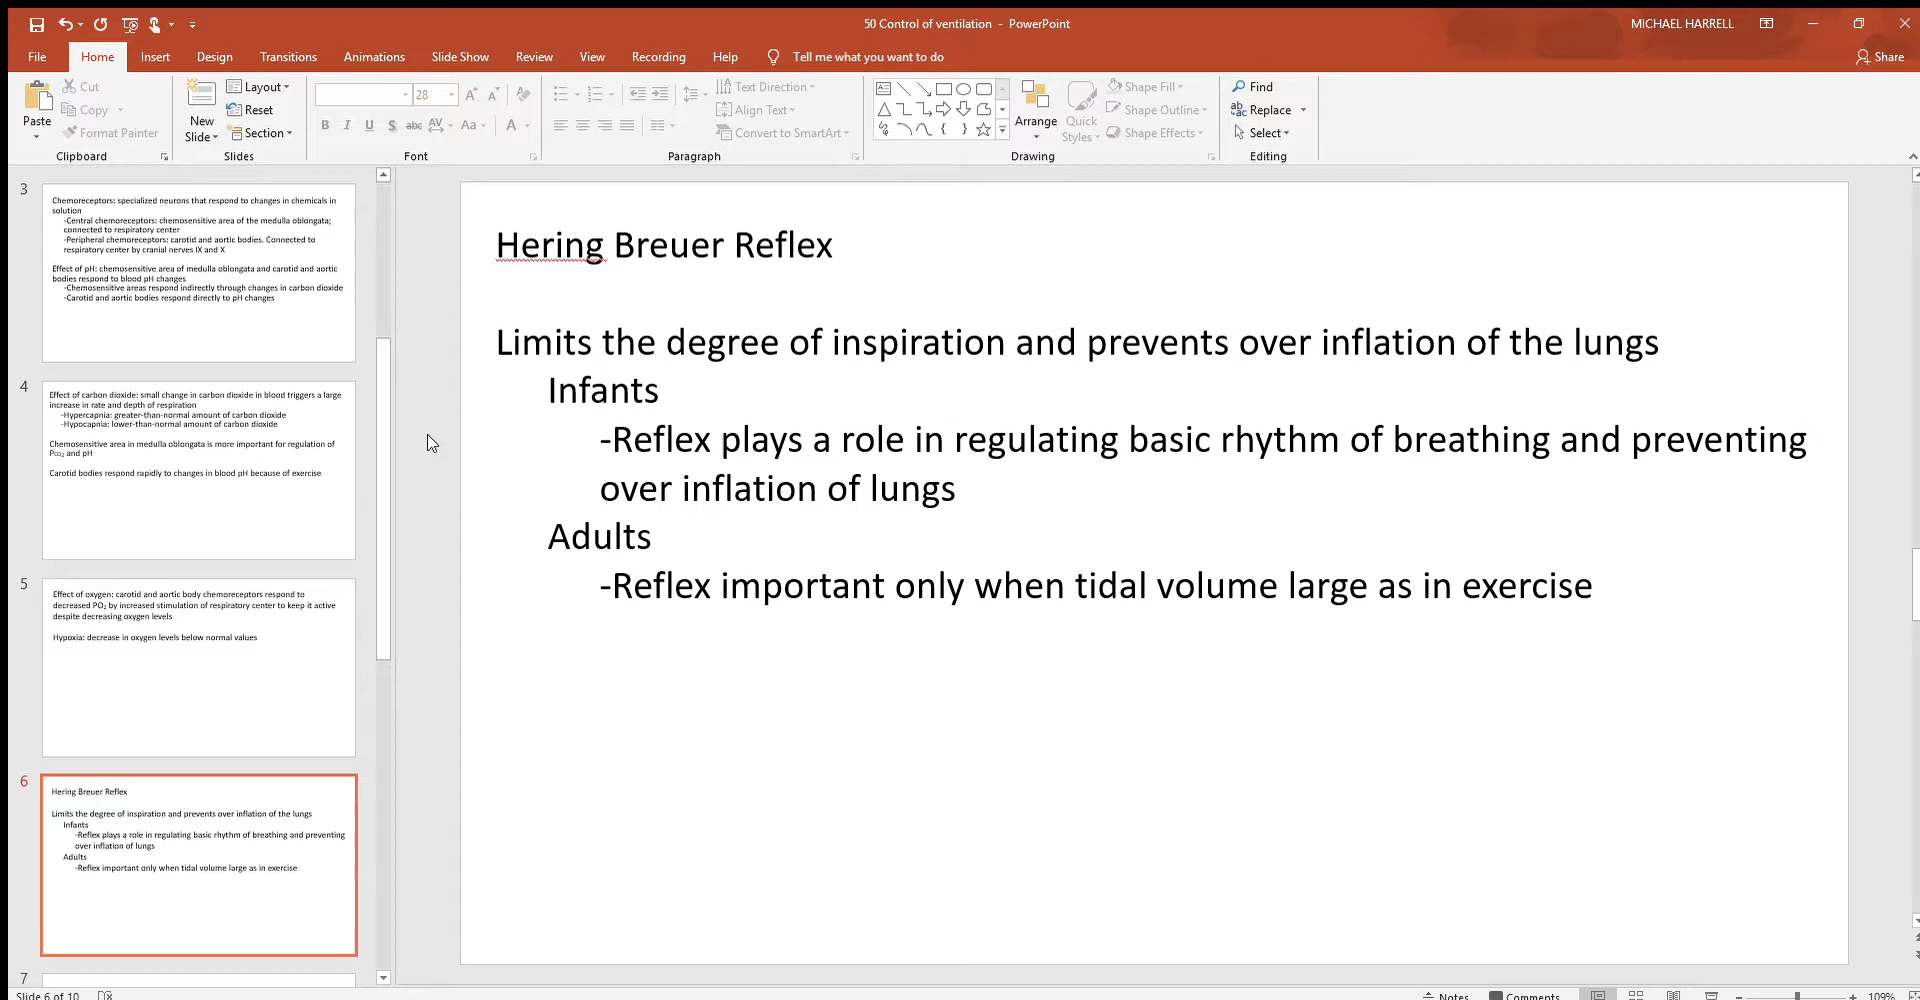 50 Control of ventilation - PowerPoint
MICHAEL HARRELL
File Home Insert Design Transitions Animations Slide Show Review View Recording Help Tell me what you want to do
Share
Paste
Cut
Copy
Format Painter
Clipboard
New
Slide
Layout
Reset
Section
Slides
28
Font
Text Direction
Align Text
Convert to SmartArt
Paragraph
Arrange
Quick
Styles
Shape Fill
Shape Outline
Shape Effects
Drawing
Find
Replace
Select
Editing
3
Chemoreceptors: specialized neurons that respond to changes in chemicals in
solution
-Central chemoreceptors: chemosensitive area of the medulla oblongata;
connected to respiratory center
-Peripheral chemoreceptors: carotid and aortic bodies. Connected to
respiratory center by cranial nerves IX and X
Effect of pH: chemosensitive area of medulla oblongata and carotid and aortic
bodies respond to blood pH changes
-Chemosensitive areas respond indirectly through changes in carbon dioxide
-Carotid and aortic bodies respond directly to pH changes
4
Effect of carbon dioxide: small change in carbon dioxide in blood triggers a large
increase in rate and depth of respiration
-Hypercapnia: greater-than-normal amount of carbon dioxide
-Hypocapnia: lower-than-normal amount of carbon dioxide
Chemosensitive area in medulla oblongata is more important for regulation of
PCO2 and pH
Carotid bodies respond rapidly to changes in blood pH because of exercise
5
Effect of oxygen: carotid and aortic body chemoreceptors respond to
decreased PO2 by increased stimulation of respiratory center to keep it active
despite decreasing oxygen levels
Hypoxia: decrease in oxygen levels below normal values
6
Hering Breuer Reflex
Limits the degree of inspiration and prevents over inflation of the lungs
Infants
-Reflex plays a role in regulating basic rhythm of breathing and preventing
over inflation of lungs
Adults
-Reflex important only when tidal volume large as in exercise
7
Hering Breuer Reflex
Limits the degree of inspiration and prevents over inflation of the lungs
Infants
-Reflex plays a role in regulating basic rhythm of breathing and preventing
over inflation of lungs
Adults
-Reflex important only when tidal volume large as in exercise
Slide 6 of 10
Notes
Comments
109%